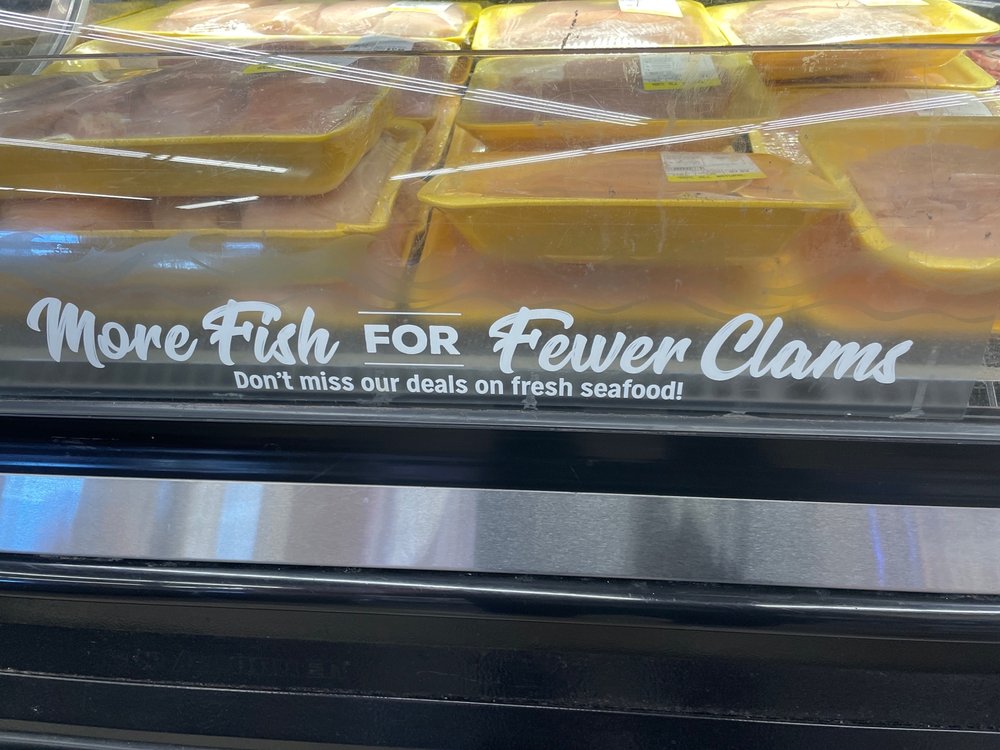 More Fish FOR Fewer Clams
Don't miss our deals on fresh seafood!